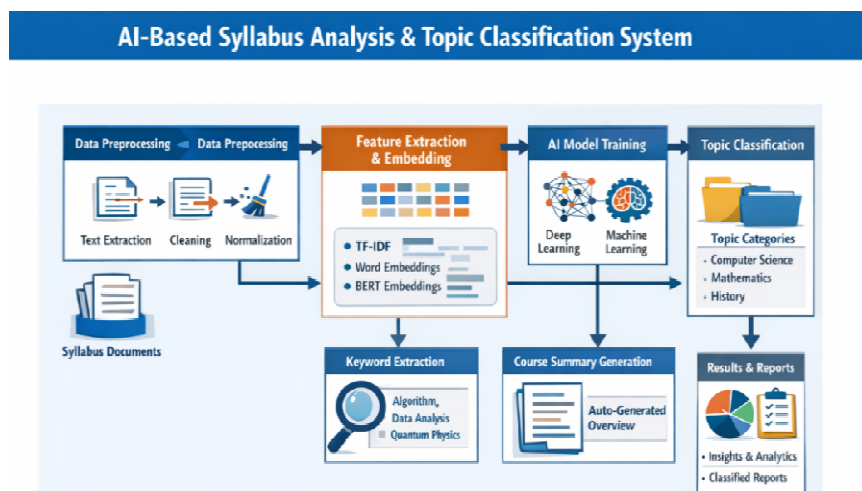 AI-Based Syllabus Analysis & Topic Classification System
Data Preprocessing
Data Prepocessing
Text Extraction
Cleaning
Normalization
Syllabus Documents
Feature Extraction
& Embedding
• TF-IDF
• Word Embeddings
• BERT Embeddings
AI Model Training
Deep
Learning
Machine
Learning
Topic Classification
Topic Categories
• Computer Science
• Mathematics
• History
Keyword Extraction
Algorithm,
Data Analysis
Quantum Physics
Course Summary Generation
Auto-Generated
Overview
Results & Reports
• Insights & Analytics
• Classified Reports